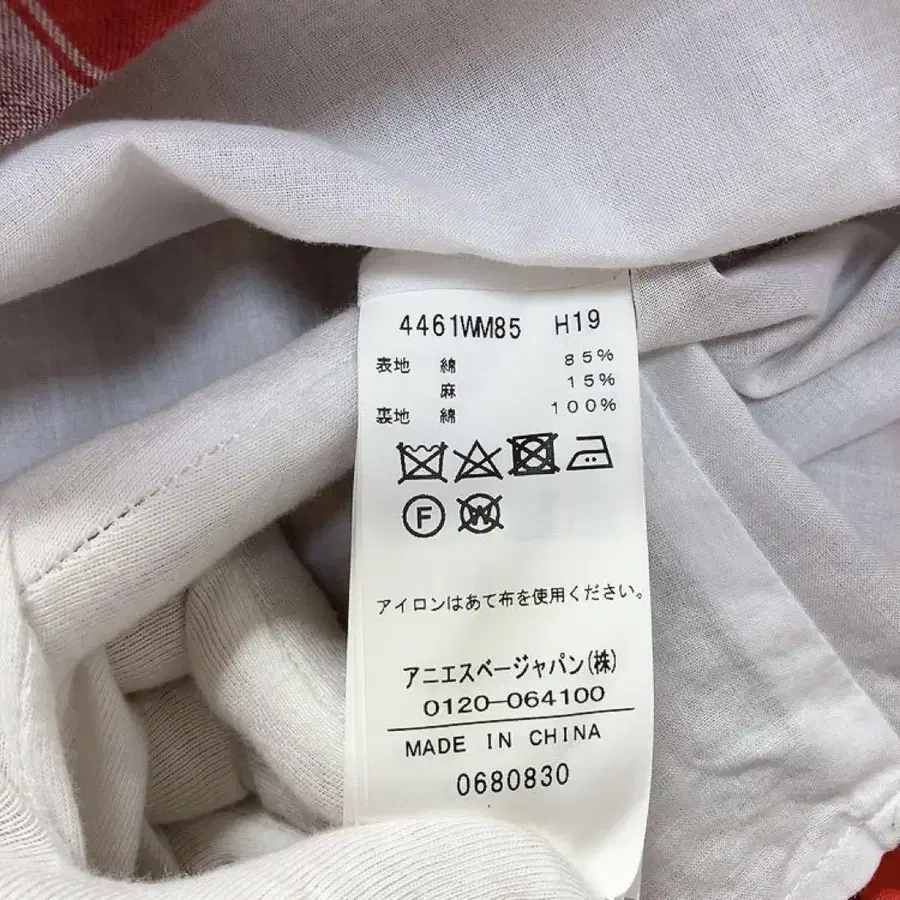 4461WM85 H19
表地 綿 85%
麻 15%
裏地 綿 100%
F W
アイロンはあて布を使用ください。
アニエスベージャパン(株)
0120-064100
MADE IN CHINA
0680830